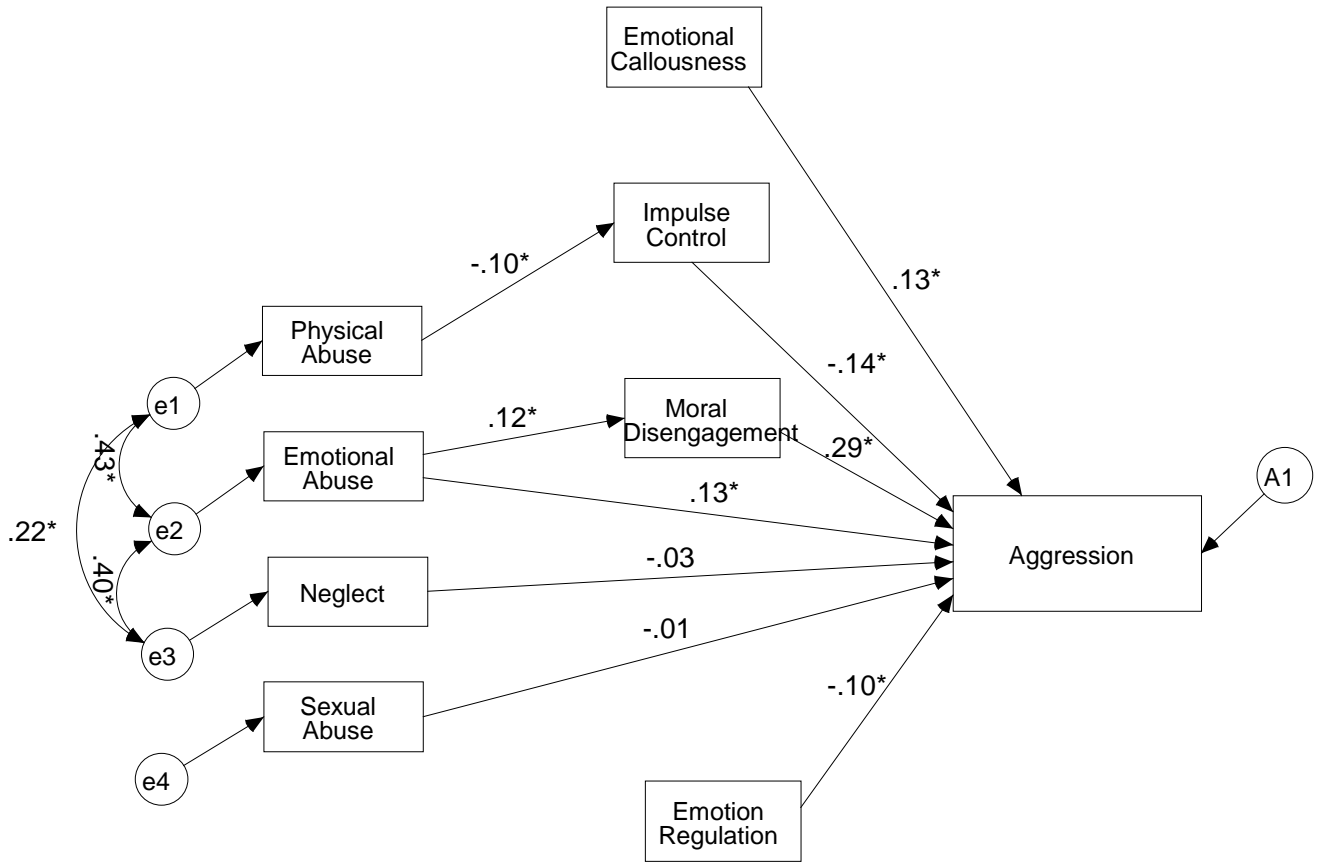 Emotional
Callousness
Impulse
Control
.13*
-.10*
Physical
Abuse
-.14*
e1
Moral
Disengagement
.12*
.29*
.43*
Emotional
Abuse
A1
.13*
.22*
e2
Aggression
-.03
.40*
Neglect
-.01
e3
-.10*
Sexual
Abuse
e4
Emotion
Regulation